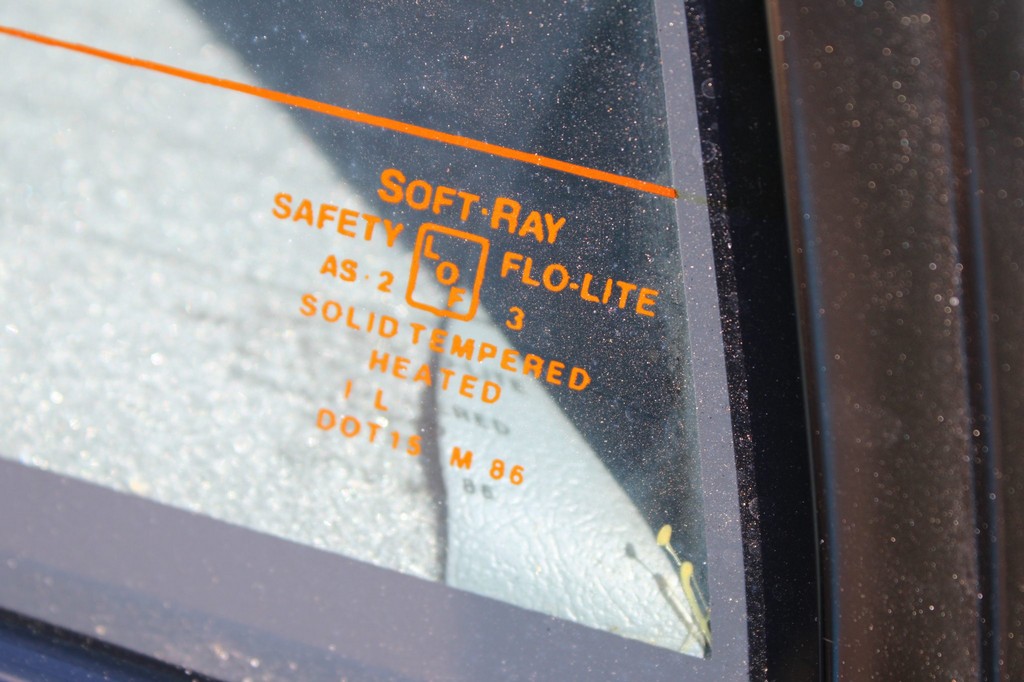 SOFT·RAY
SAFETY LOF FLO-LITE
AS·2 3
SOLID TEMPERED
HEATED
I L
DOT 15 M 86